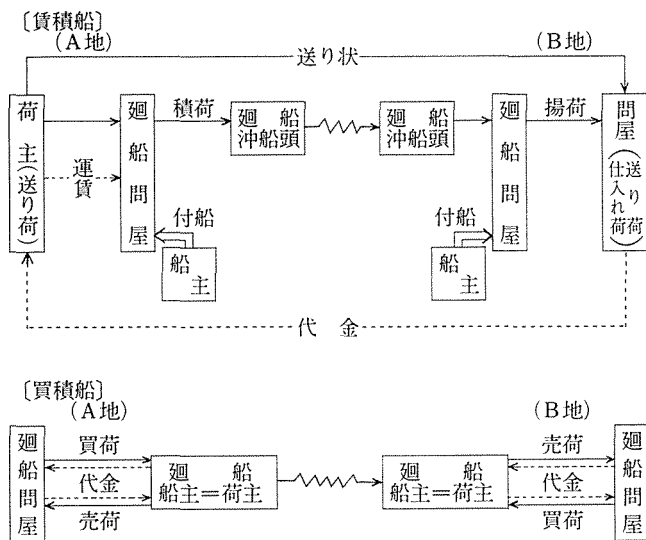 〔賃積船〕
(A地)
(B地)
送り状
荷主(送り荷)
廻船問屋
積荷
廻船
沖船頭
廻船
沖船頭
廻船問屋
揚荷
問屋(送り荷仕入れ荷)
運賃
付船
船主
付船
船主
代金
〔買積船〕
(A地)
(B地)
廻船問屋
買荷
代金
売荷
廻船
船主=荷主
廻船
船主=荷主
売荷
代金
買荷
廻船問屋